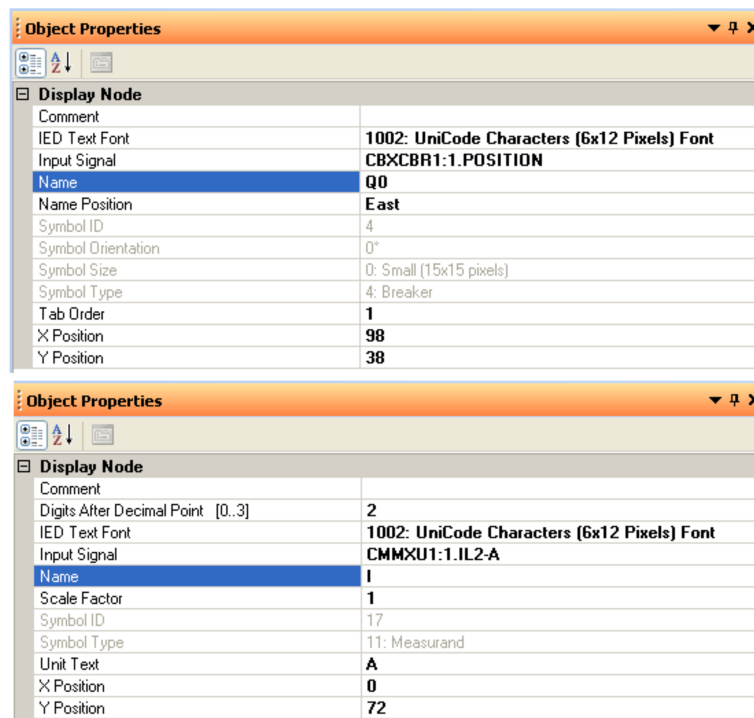 Object Properties
Display Node
Comment
IED Text Font 1002: UniCode Characters (6x12 Pixels) Font
Input Signal CBXCBR1:1.POSITION
Name Q0
Name Position East
Symbol ID 4
Symbol Orientation 0°
Symbol Size 0: Small (15x15 pixels)
Symbol Type 4: Breaker
Tab Order 1
X Position 98
Y Position 38
Object Properties
Display Node
Comment
Digits After Decimal Point [0..3] 2
IED Text Font 1002: UniCode Characters (6x12 Pixels) Font
Input Signal CMMXU1:1.IL2-A
Name I
Scale Factor 1
Symbol ID 17
Symbol Type 11: Measurand
Unit Text A
X Position 0
Y Position 72